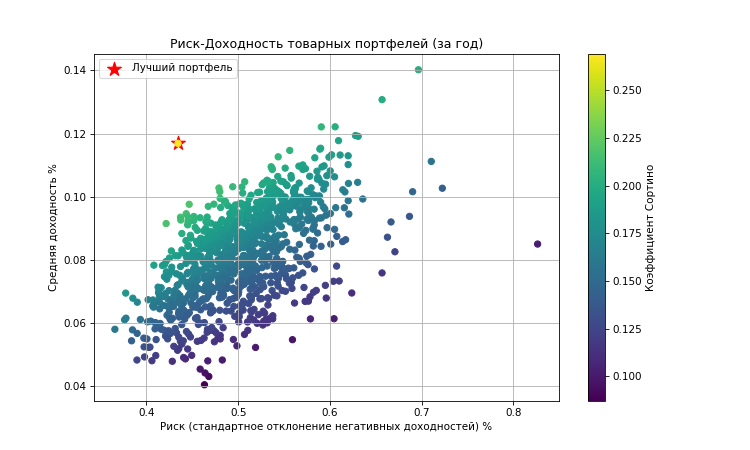 Риск-Доходность товарных портфелей (за год)
Лучший портфель
0.14
0.12
0.10
0.08
0.06
0.04
Средняя доходность %
0.4 0.5 0.6 0.7 0.8
Риск (стандартное отклонение негативных доходностей) %
0.250
0.225
0.200
0.175
0.150
0.125
0.100
Коэффициент Сортино